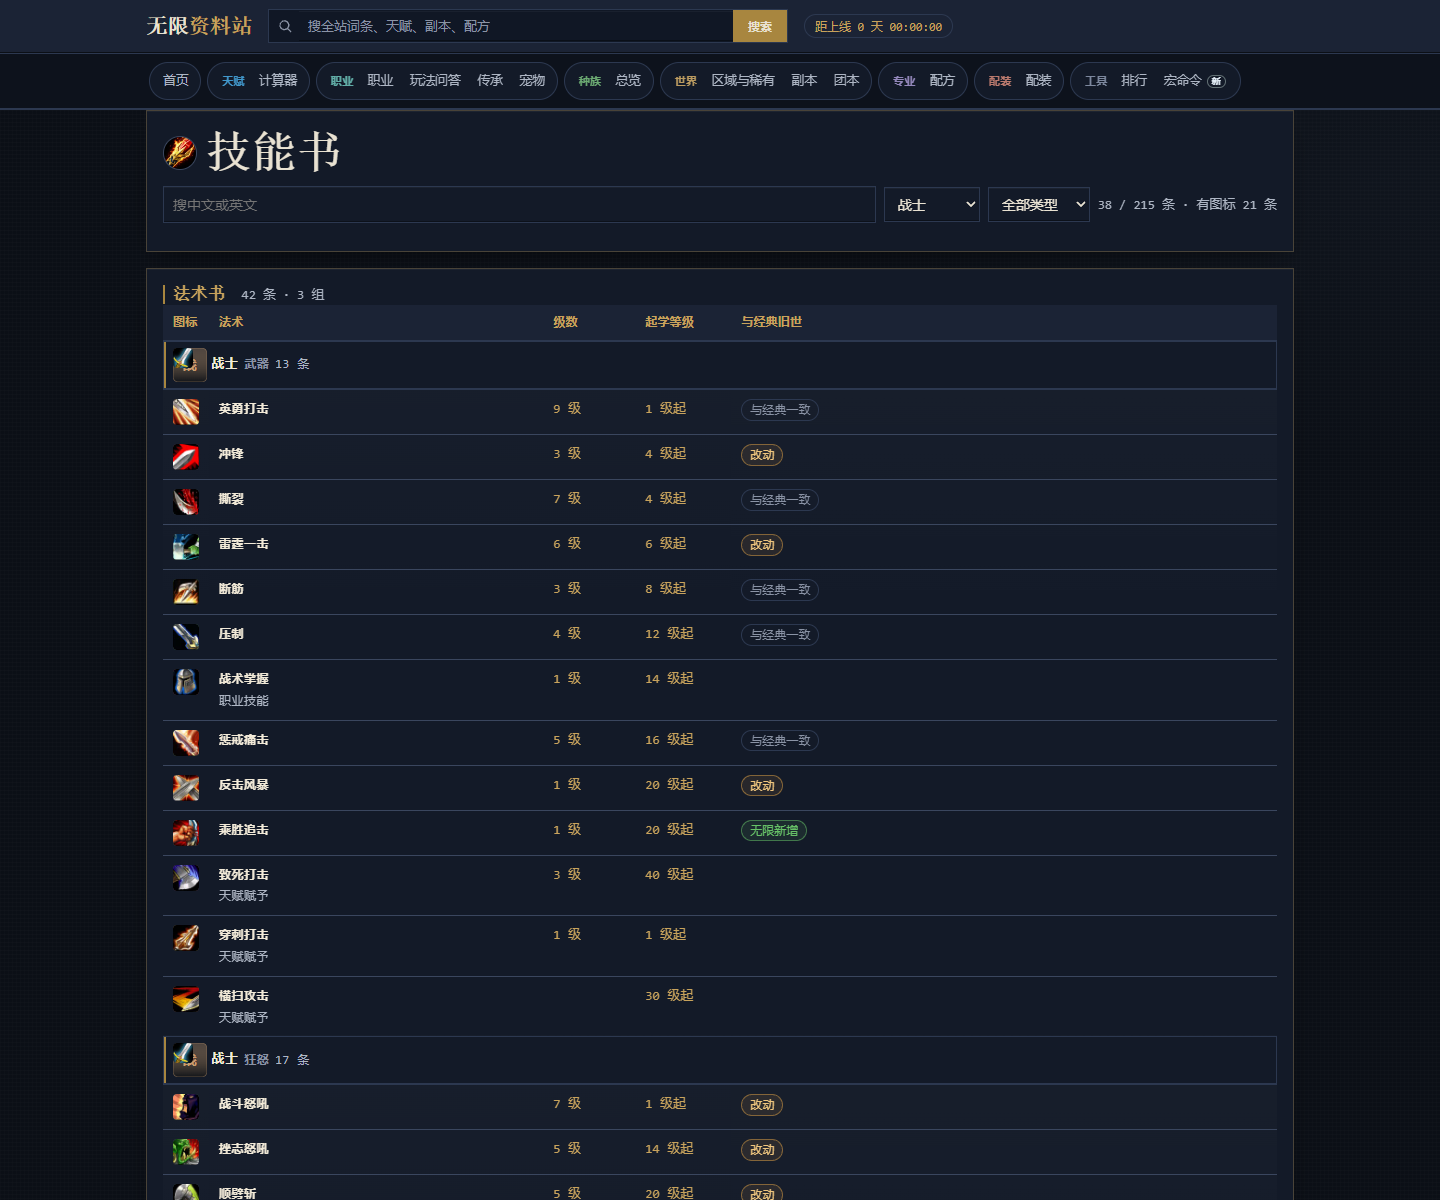 无限资料站 搜全站词条、天赋、副本、配方 搜索 距上线 0 天 00:00:00
首页 天赋 计算器 职业 职业 玩法问答 传承 宠物 种族 总览 世界 区域与稀有 副本 团本 专业 配方 配装 配装 工具 排行 宏命令 新
技能书
搜中文或英文 战士 全部类型 38 / 215 条 · 有图标 21 条
法术书 42 条 · 3 组
图标 法术 级数 起学等级 与经典旧世
战士 武器 13 条
英勇打击 9 级 1 级起 与经典一致
冲锋 3 级 4 级起 改动
撕裂 7 级 4 级起 与经典一致
雷霆一击 6 级 6 级起 改动
断筋 3 级 8 级起 与经典一致
压制 4 级 12 级起 与经典一致
战术掌握 1 级 14 级起
职业技能
惩戒痛击 5 级 16 级起 与经典一致
反击风暴 1 级 20 级起 改动
乘胜追击 1 级 20 级起 无限新增
致死打击 3 级 40 级起
天赋赋予
穿刺打击 1 级 1 级起
天赋赋予
横扫攻击 30 级起
天赋赋予
战士 狂怒 17 条
战斗怒吼 7 级 1 级起 改动
挫志怒吼 5 级 14 级起 改动
顺劈斩 5 级 20 级起 改动